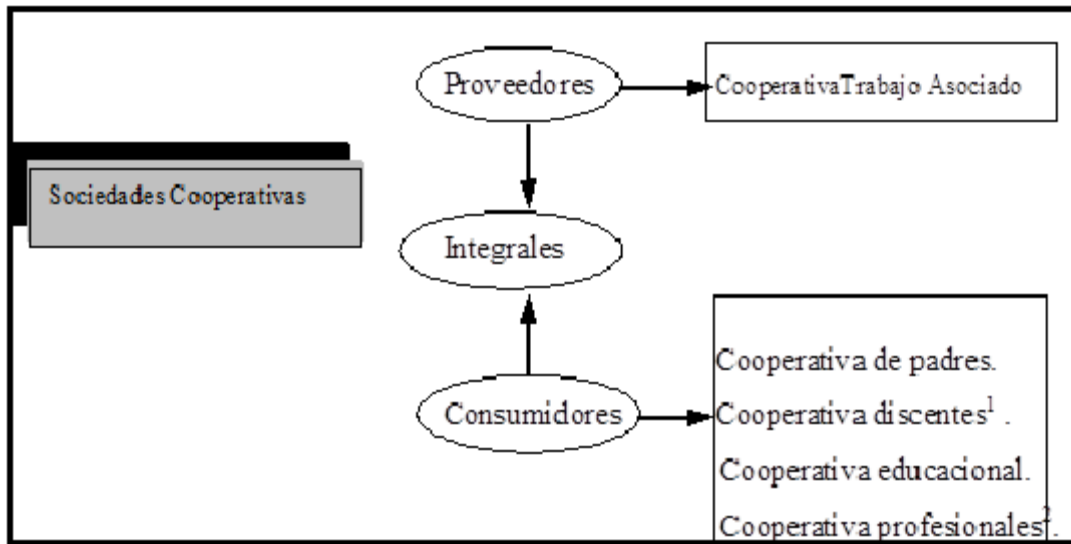 Proveedores
CooperativaTrabajo Asociado
Sociedades Cooperativas
Integrales
Consumidores
Cooperativa de padres.
Cooperativa discentes¹ .
Cooperativa educacional.
Cooperativa profesionales².